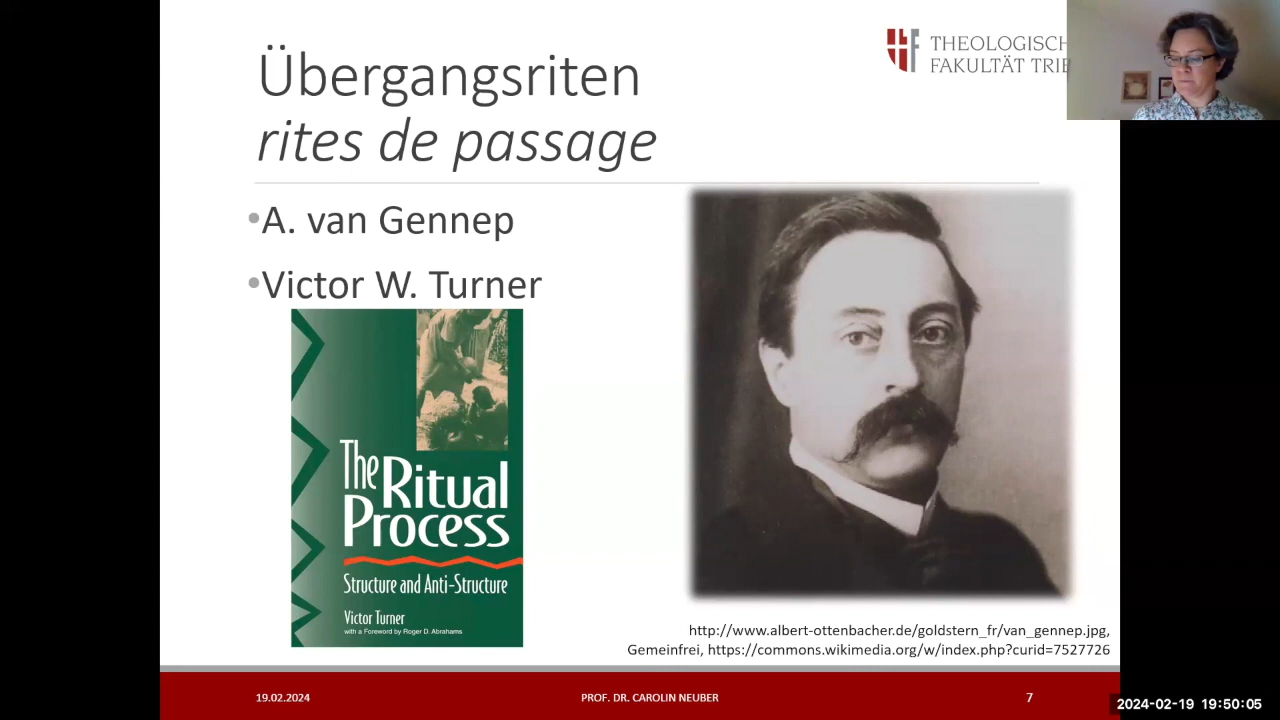 Übergangsriten
rites de passage
THEOLOGISCH
FAKULTÄT TRIE
•A. van Gennep
•Victor W. Turner
The Ritual
Process
Structure and Anti-Structure
Victor Turner
with a Foreword by Roger D. Abrahams
http://www.albert-ottenbacher.de/goldstern_fr/van_gennep.jpg,
Gemeinfrei, https://commons.wikimedia.org/w/index.php?curid=7527726
19.02.2024
PROF. DR. CAROLIN NEUBER
7
2024-02-19 19:50:05